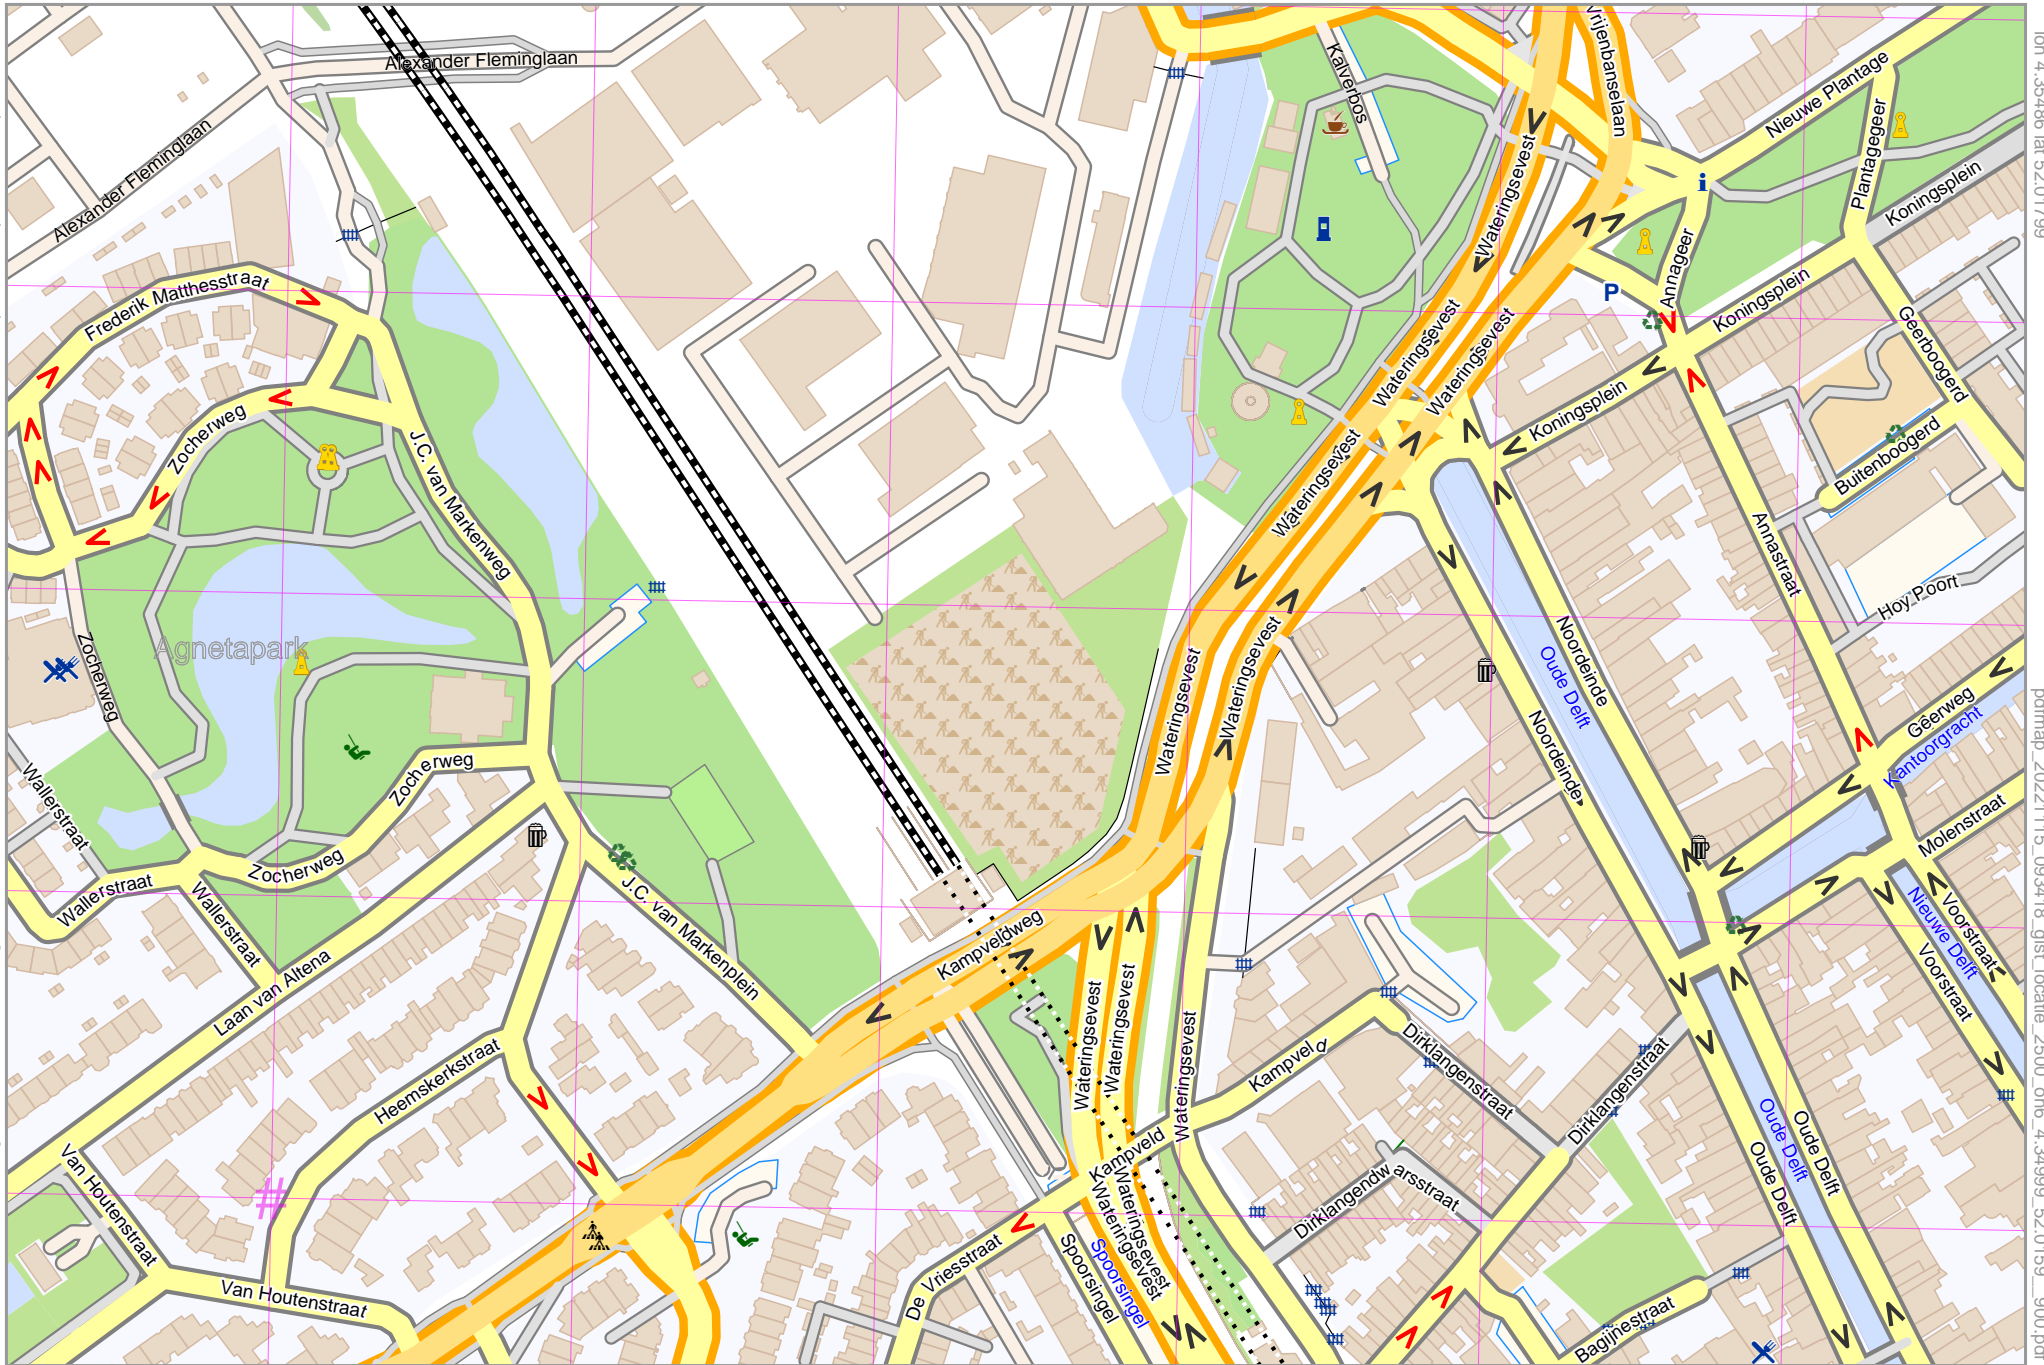 Alexander Fleminglaan
Alexander Fleminglaan
Kalverbos
Vrijenbanselaan
Nieuwe Plantage
Plantagegeer
Koningsplein
Wateringsevest
Annageer
i
P
Frederik Matthesstraat
Koningsplein
Geerboogerd
Wateringsevest
Wateringsevest
Koningsplein
Zocherweg
J.C. van Markenweg
Wateringsevest
Buitenboogerd
Annastraat
Hoy Poort
Agnetapark
Zocherweg
Noordeinde
Oude Delft
Wateringsevest
Wateringsevest
Geerweg
Kantoorgracht
Noordeinde
Zocherweg
Wallerstraat
Molenstraat
Zocherweg
Wallerstraat
Wallerstraat
J.C. van Markenplein
Kampveldweg
Nieuwe Delft
Voorstraat
Voorstraat
Laan van Altena
Wateringsevest
Wateringsevest
Wateringsevest
Kampveld
Dirklangenstraat
Dirklangenstraat
Heemskerkstraat
Oude Delft
Oude Delft
Oude Delft
Kampveld
Van Houtenstraat
Dirklangendwarsstraat
#
Wateringsevest
Wateringsevest
De Vriesstraat
Spoorsingel
Spoorsingel
Van Houtenstraat
Bagijnestraat